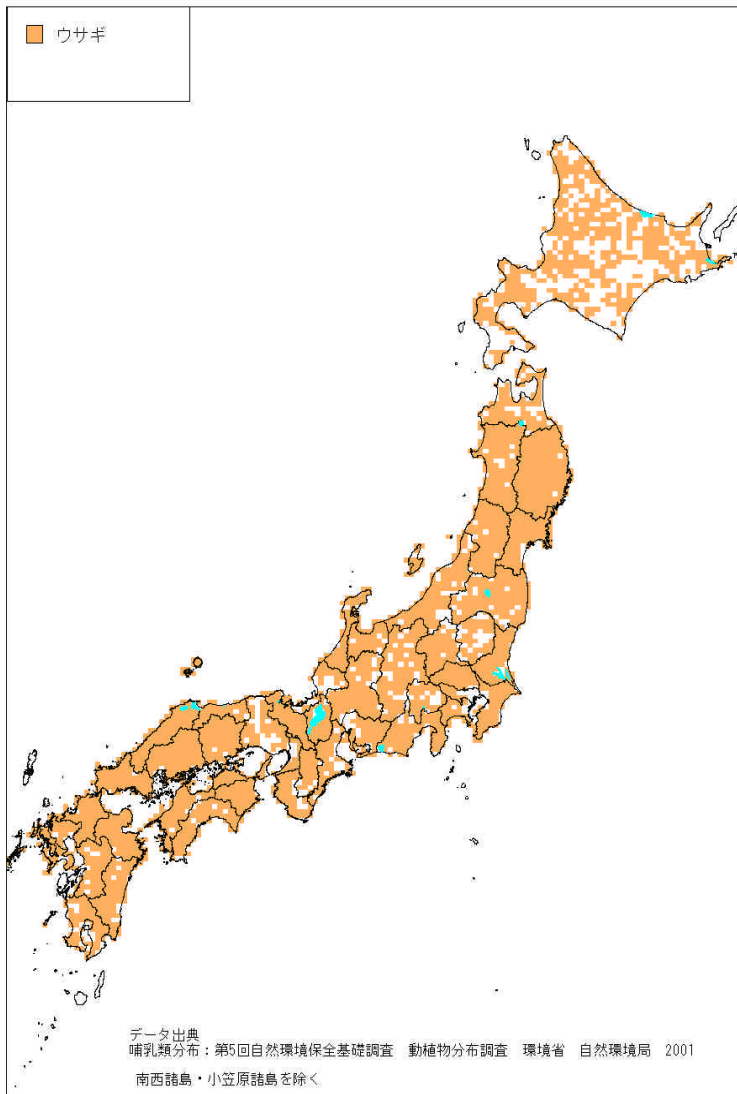 ウサギ
データ出典
哺乳類分布：第5回自然環境保全基礎調査　動植物分布調査　環境省　自然環境局　2001
南西諸島・小笠原諸島を除く